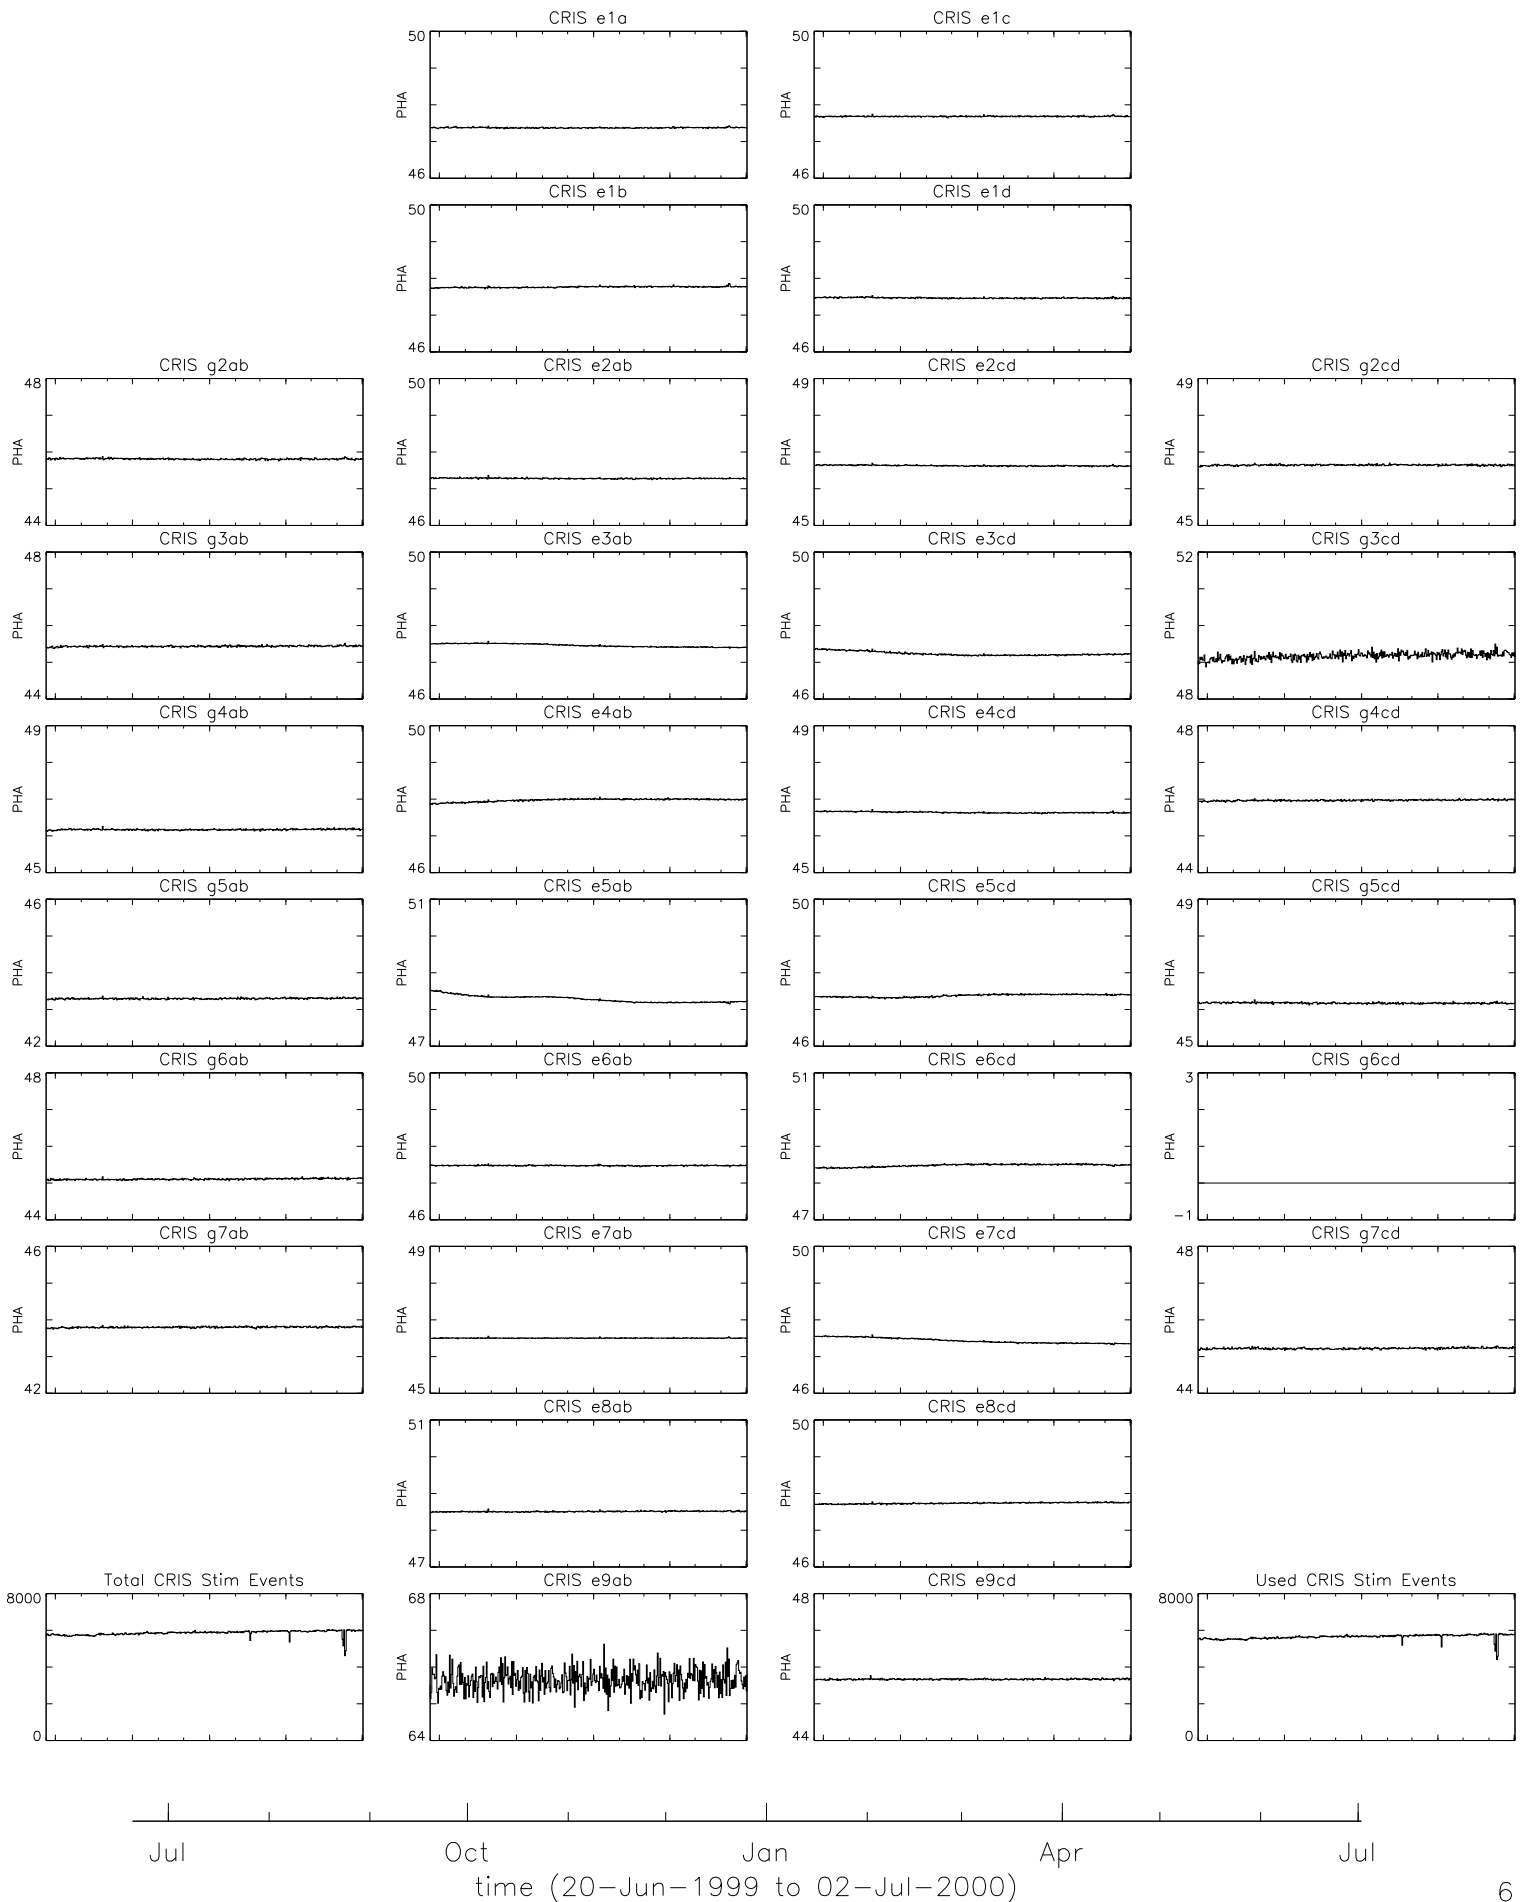 CRIS e1a CRIS e1c
50 50
PHA PHA
46 46
CRIS e1b CRIS e1d
50 50
PHA PHA
46 46
CRIS g2ab CRIS e2ab CRIS e2cd CRIS g2cd
48 50 49 49
PHA PHA PHA PHA
44 46 45 45
CRIS g3ab CRIS e3ab CRIS e3cd CRIS g3cd
48 50 50 52
PHA PHA PHA PHA
44 46 46 48
CRIS g4ab CRIS e4ab CRIS e4cd CRIS g4cd
49 50 49 48
PHA PHA PHA PHA
45 46 45 44
CRIS g5ab CRIS e5ab CRIS e5cd CRIS g5cd
46 51 50 49
PHA PHA PHA PHA
42 47 46 45
CRIS g6ab CRIS e6ab CRIS e6cd CRIS g6cd
48 50 51 3
PHA PHA PHA PHA
44 46 47 -1
CRIS g7ab CRIS e7ab CRIS e7cd CRIS g7cd
46 49 50 48
PHA PHA PHA PHA
42 45 46 44
CRIS e8ab CRIS e8cd
51 50
PHA PHA
47 46
Total CRIS Stim Events CRIS e9ab CRIS e9cd Used CRIS Stim Events
8000 68 48 8000
PHA PHA
0 64 44 0
Jul Oct Jan Apr Jul
time (20-Jun-1999 to 02-Jul-2000)
6